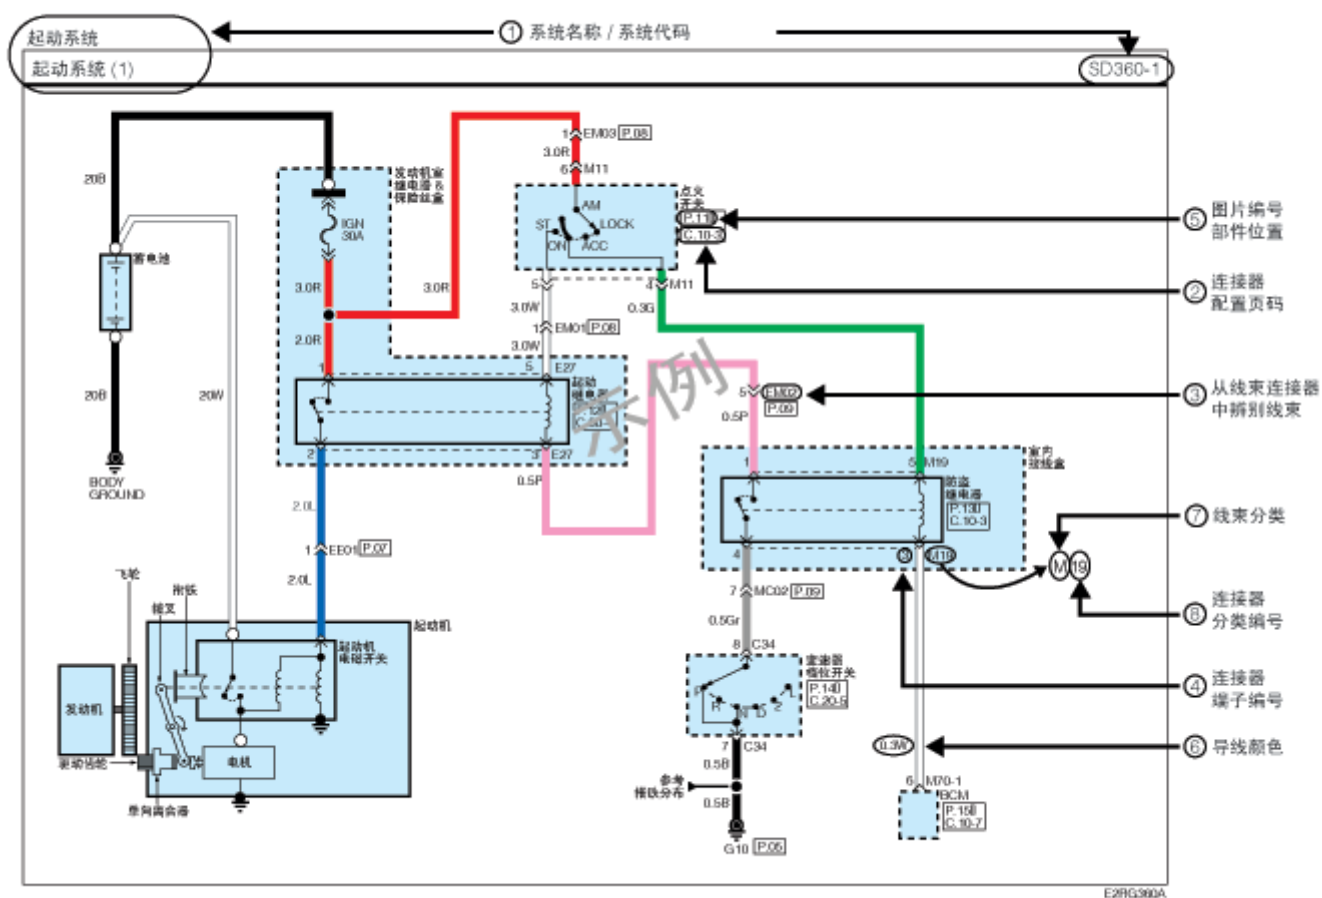 起动系统
① 系统名称 / 系统代码
起动系统 (1)
SD360-1
1 EM03 P.08
3.0R
6 M11
20B
发动机室
继电器 &
保险丝盒
IGN
30A
点火
开关
P.11
C.10-3
AM
ST
LOCK
ON ACC
⑤ 图片编号
部件位置
蓄电池
3.0R
3.0R
5
4 M11
3.0W
0.3G
② 连接器
配置页码
1 EM01 P.08
3.0W
2.0R
1
5 E27
起动
继电器
示例
20B
20W
5 EM02
P.09
0.5P
③ 从线束连接器
中辨别线束
2
3 E27
0.5P
BODY
GROUND
室内
接线盒
1
5 M19
防盗
继电器
P.13
C.10-3
2.0L
1 EE01 P.07
2.0L
⑦ 线束分类
4
3 M19
M 19
7 MC02 P.09
0.5Gr
⑧ 连接器
分类编号
飞轮
衔铁
拨叉
起动机
起动机
电磁开关
8 C34
变速器
档位开关
P.14
C.20-5
P
R
N D
2
L
④ 连接器
端子编号
发动机
电机
驱动齿轮
单向离合器
7 C34
0.5B
0.3W
⑥ 导线颜色
参考
搭铁分布
0.5B
6 M70-1
BCM
P.15
C.10-7
G10 P.05
E2RG360A